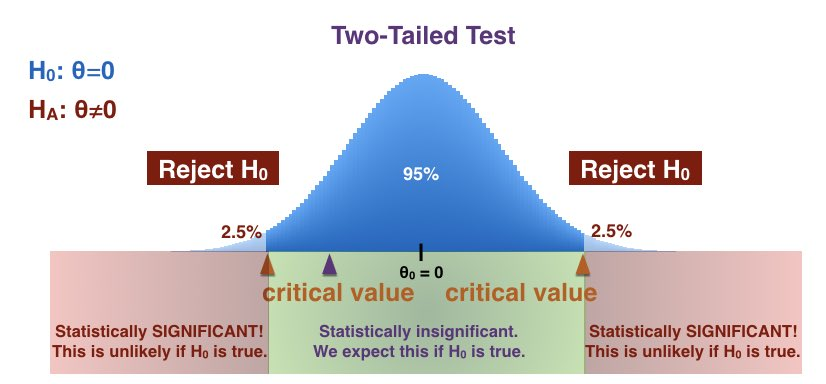 Two-Tailed Test
H₀: θ=0
Hᴀ: θ≠0
Reject H₀
Reject H₀
95%
2.5%
2.5%
θ₀ = 0
critical value
critical value
Statistically SIGNIFICANT!
This is unlikely if H₀ is true.
Statistically insignificant.
We expect this if H₀ is true.
Statistically SIGNIFICANT!
This is unlikely if H₀ is true.